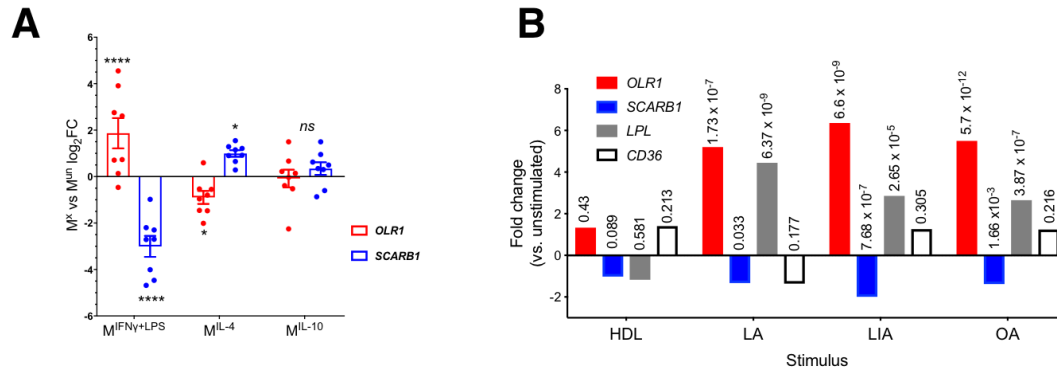 A
Mˣ vs Mᵘⁿ log₂FC
6
4
2
0
-2
-4
-6
****
****
*
*
ns
OLR1
SCARB1
M^IFNγ+LPS
M^IL-4
M^IL-10
B
Fold change
(vs. unstimulated)
8
6
4
2
0
-2
OLR1
SCARB1
LPL
CD36
0.43
0.089
0.581
0.213
1.73 x 10⁻⁷
0.033
6.37 x 10⁻⁹
0.177
6.6 x 10⁻⁹
7.68 x 10⁻⁷
2.65 x 10⁻⁵
0.305
5.7 x 10⁻¹²
1.66 x 10⁻³
3.87 x 10⁻⁷
0.216
HDL
LA
LIA
OA
Stimulus